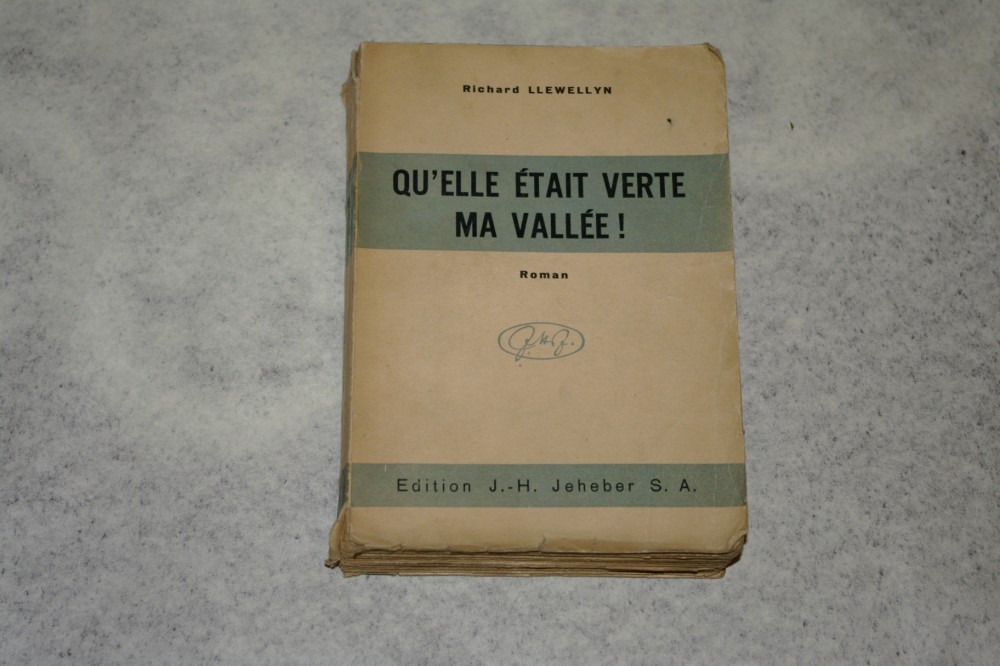 Richard LLEWELLYN
QU'ELLE ÉTAIT VERTE
MA VALLÉE !
Roman
Edition J.-H. Jeheber S. A.